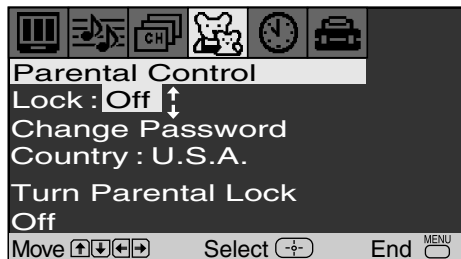 CH
Parental Control
Lock : Off
Change Password
Country : U.S.A.
Turn Parental Lock
Off
Move Select End MENU